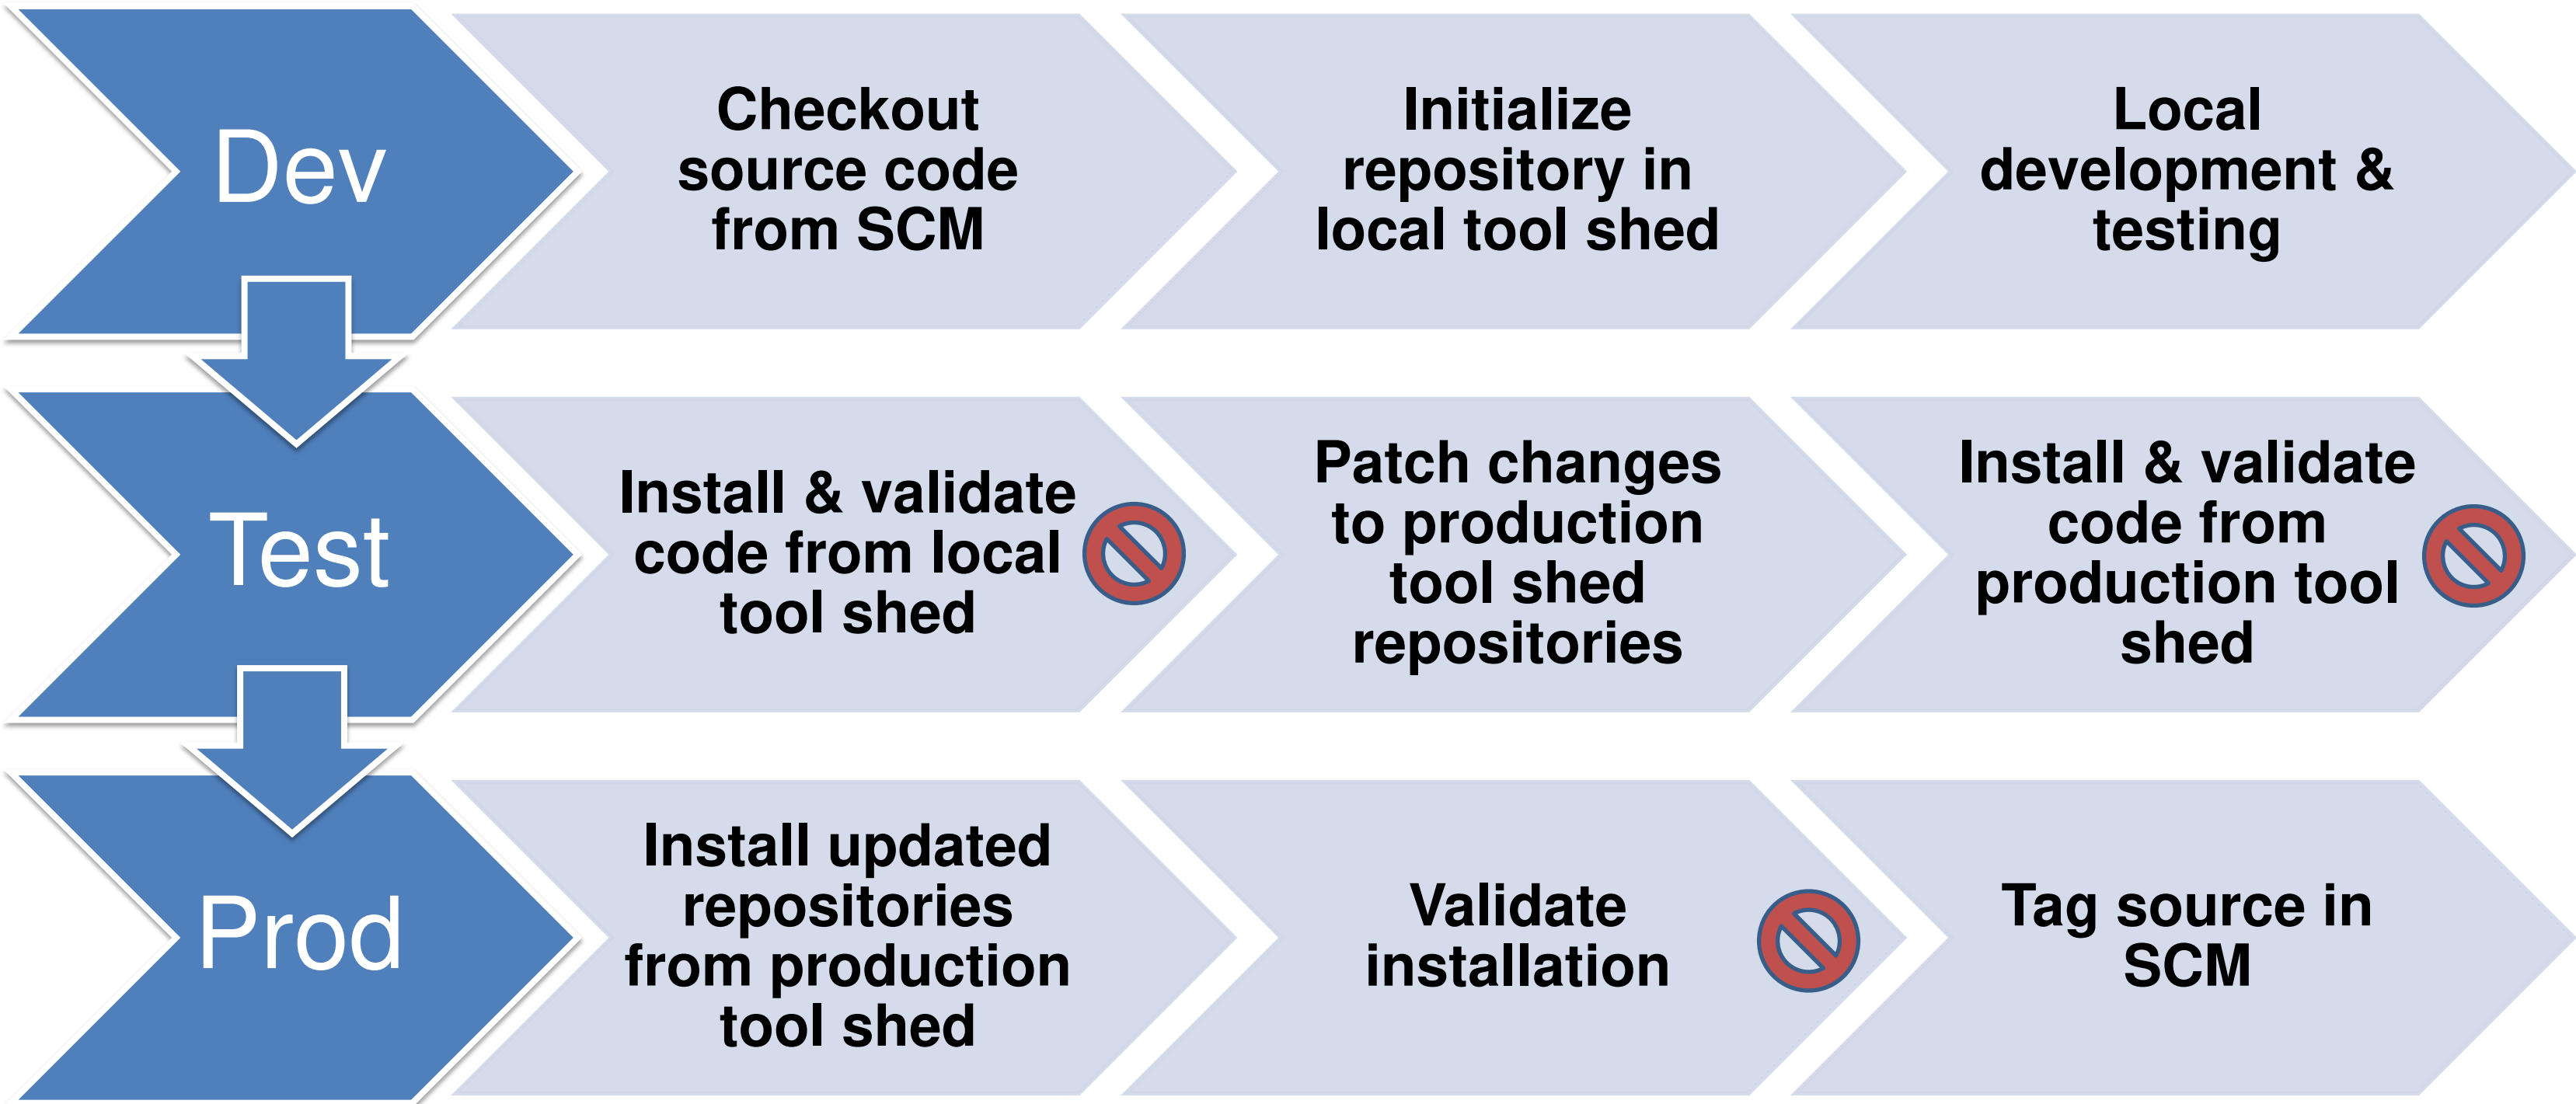 Dev
Checkout
source code
from SCM
Initialize
repository in
local tool shed
Local
development &
testing
Test
Install & validate
code from local
tool shed
Patch changes
to production
tool shed
repositories
Install & validate
code from
production tool
shed
Prod
Install updated
repositories
from production
tool shed
Validate
installation
Tag source in
SCM